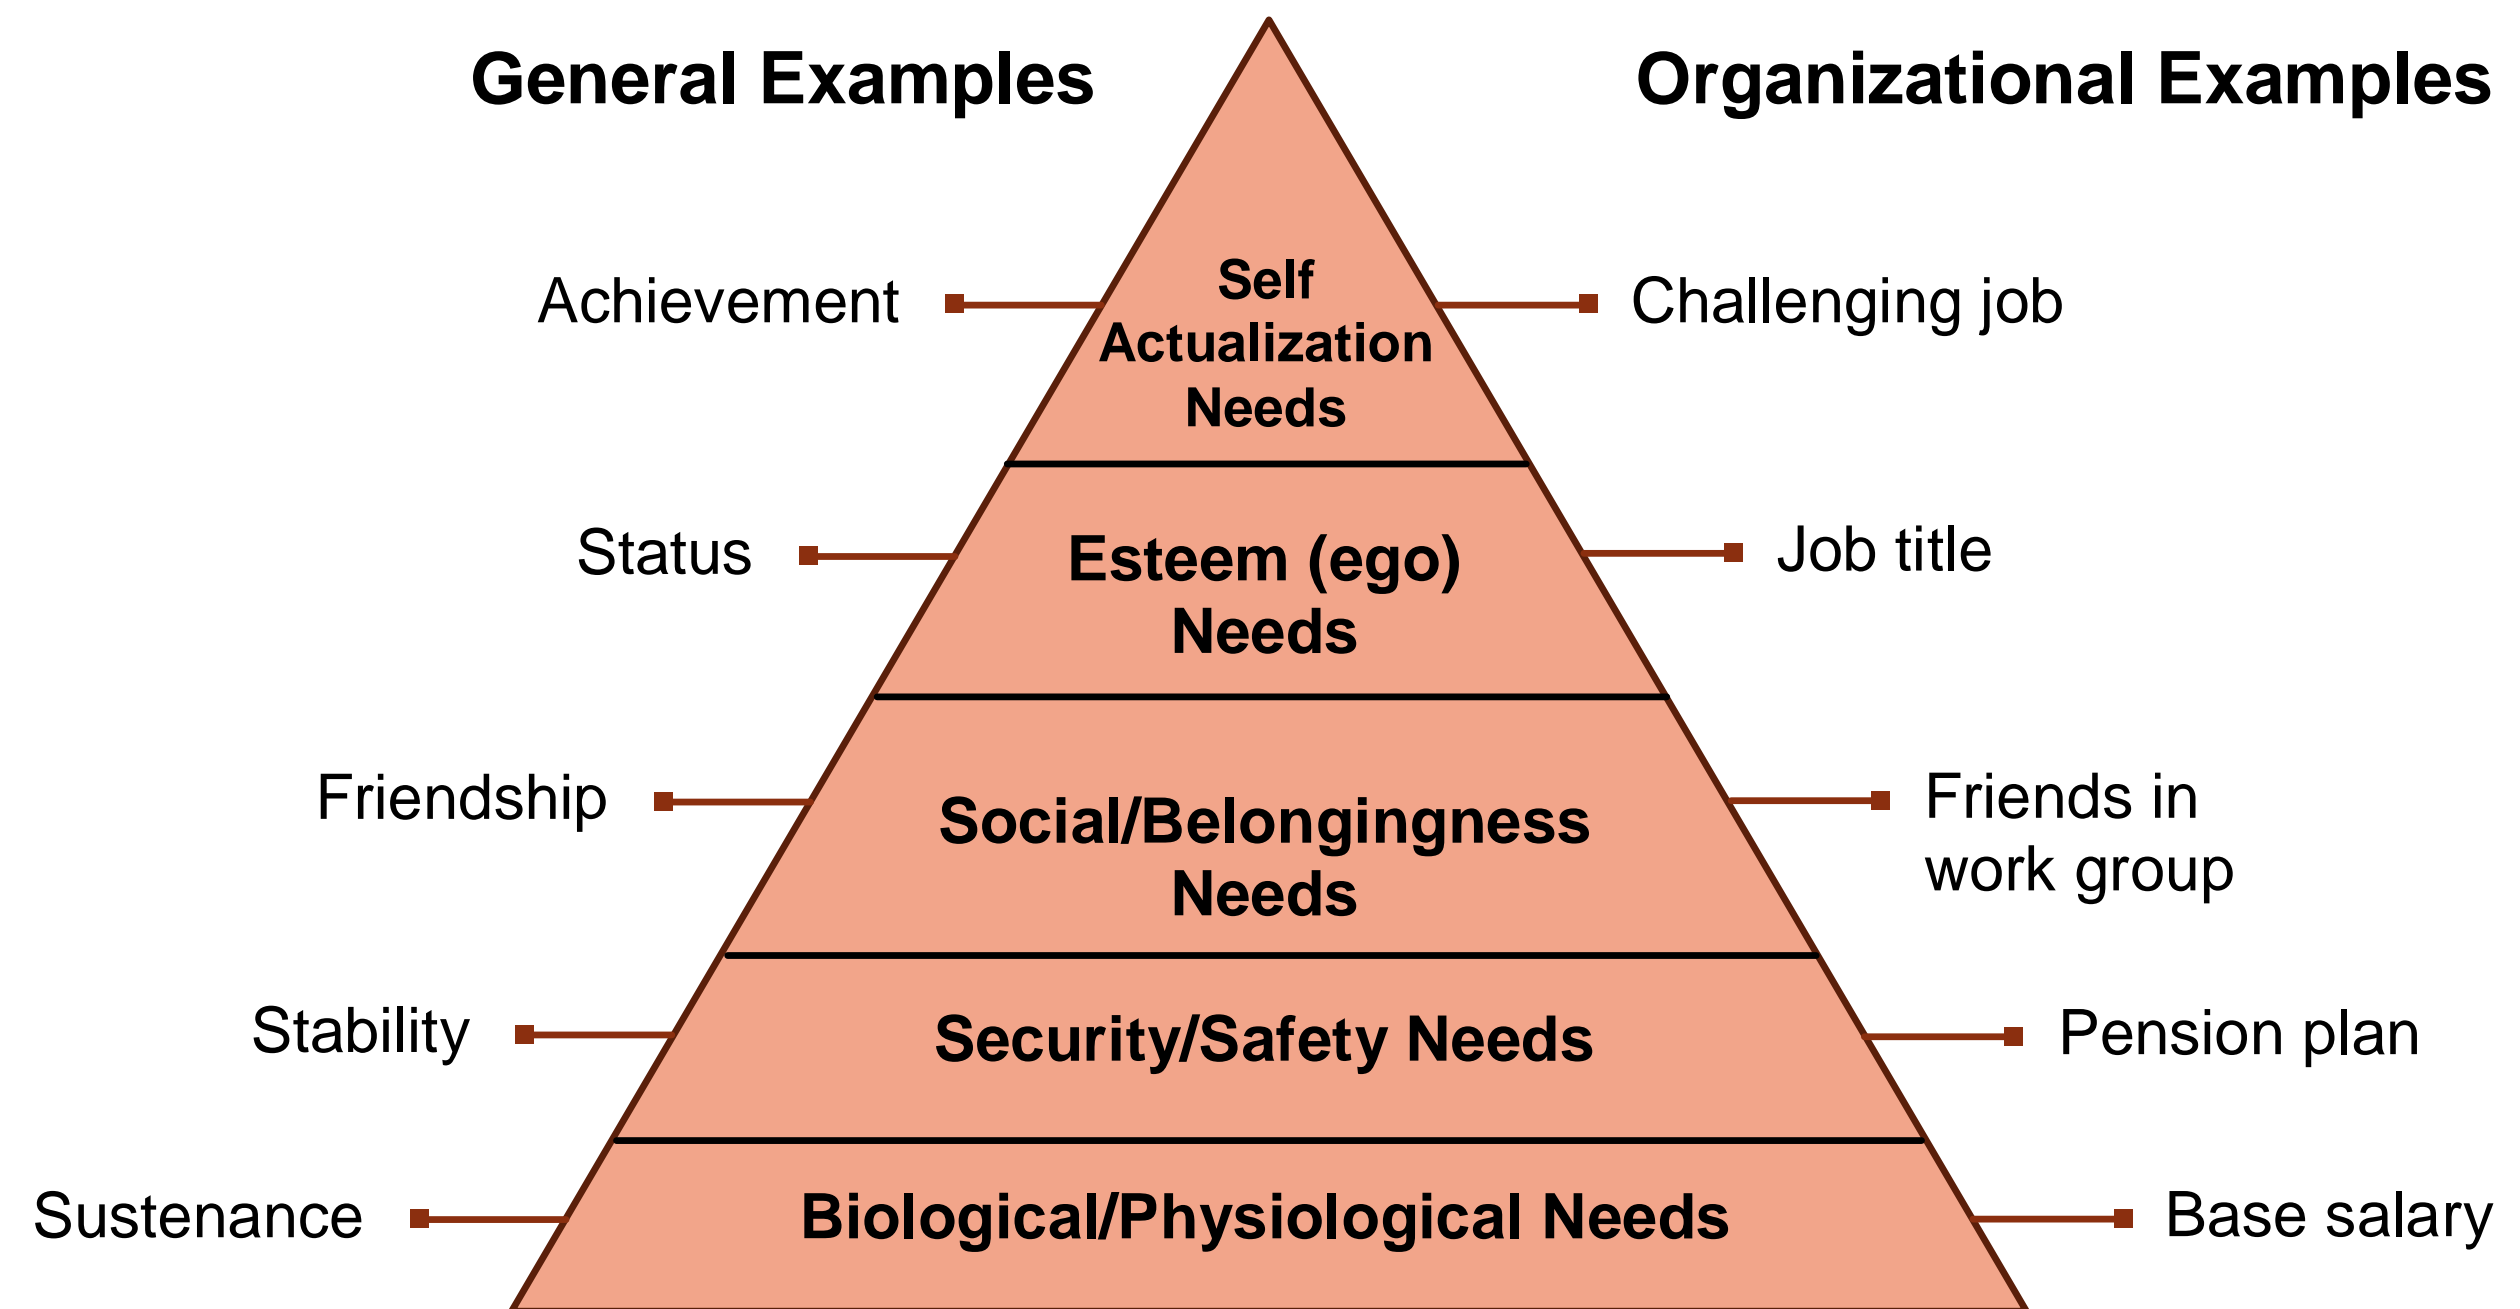 General Examples
Organizational Examples
Achievement
Self
Actualization
Needs
Challenging job
Status
Esteem (ego)
Needs
Job title
Friendship
Social/Belongingness
Needs
Friends in
work group
Stability
Security/Safety Needs
Pension plan
Sustenance
Biological/Physiological Needs
Base salary